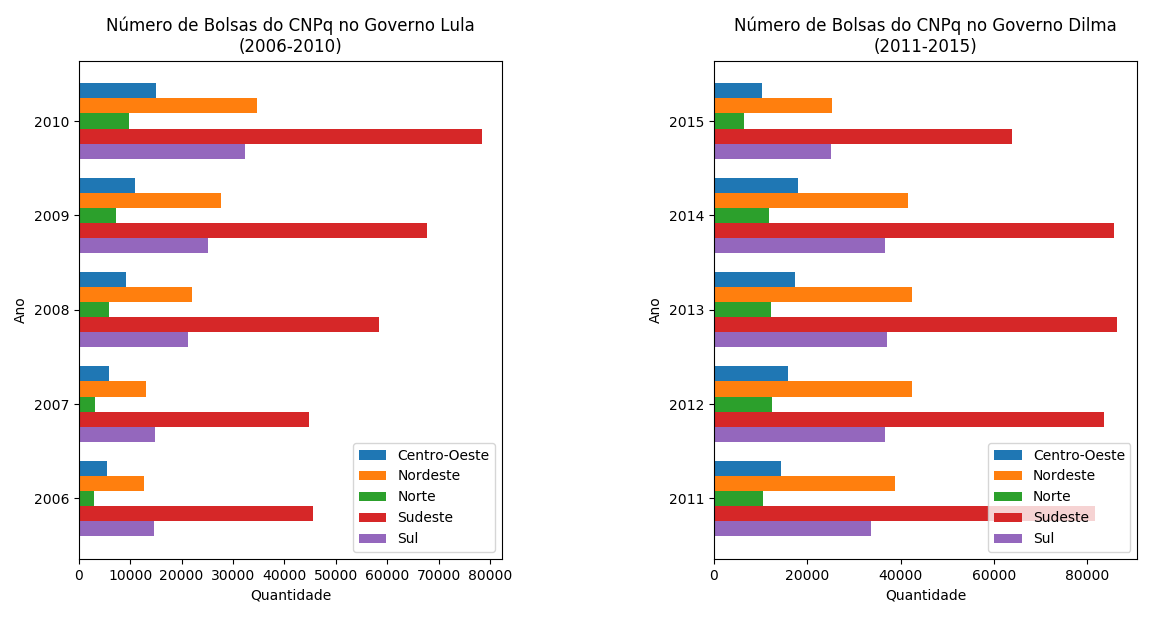 Número de Bolsas do CNPq no Governo Lula
(2006-2010)
Ano
2010
2009
2008
2007
2006
Centro-Oeste
Nordeste
Norte
Sudeste
Sul
0 10000 20000 30000 40000 50000 60000 70000 80000
Quantidade
Número de Bolsas do CNPq no Governo Dilma
(2011-2015)
Ano
2015
2014
2013
2012
2011
Centro-Oeste
Nordeste
Norte
Sudeste
Sul
0 20000 40000 60000 80000
Quantidade